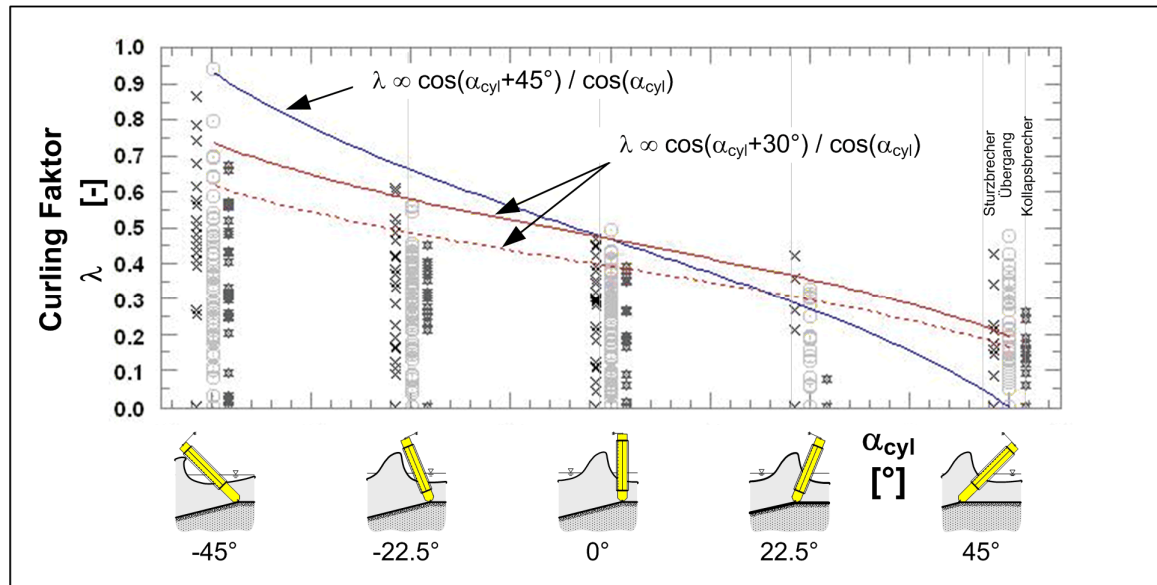 Curling Faktor
λ [-]
1.0
0.9
0.8
0.7
0.6
0.5
0.4
0.3
0.2
0.1
0.0
λ ∞ cos(αcyl+45°) / cos(αcyl)
λ ∞ cos(αcyl+30°) / cos(αcyl)
Sturzbrecher
Übergang
Kollapsbrecher
αcyl
[°]
-45°
-22.5°
0°
22.5°
45°